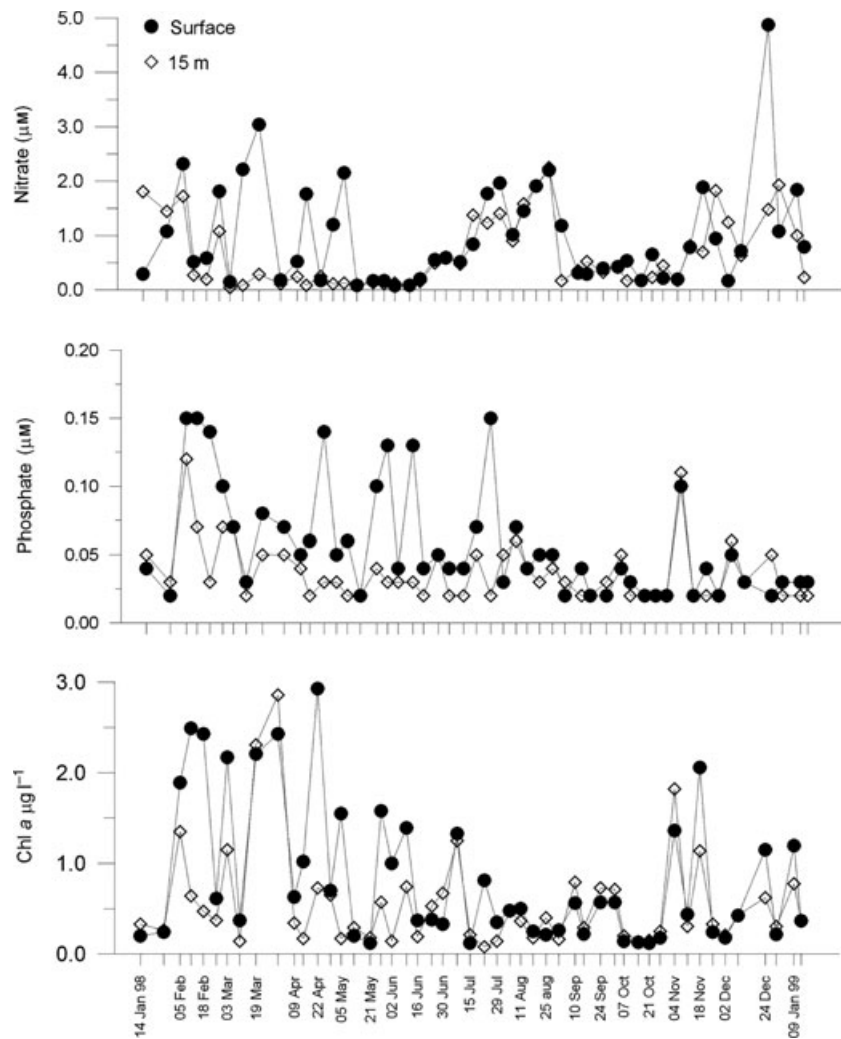 5.0
Surface
15 m
4.0
3.0
2.0
1.0
0.0
Nitrate (μM)
0.20
0.15
0.10
0.05
0.00
Phosphate (μM)
3.0
2.0
1.0
0.0
Chl a μg l⁻¹
14 Jan 98
05 Feb
18 Feb
03 Mar
19 Mar
09 Apr
22 Apr
05 May
21 May
02 Jun
16 Jun
30 Jun
15 Jul
29 Jul
11 Aug
25 aug
10 Sep
24 Sep
07 Oct
21 Oct
04 Nov
18 Nov
02 Dec
24 Dec
09 Jan 99